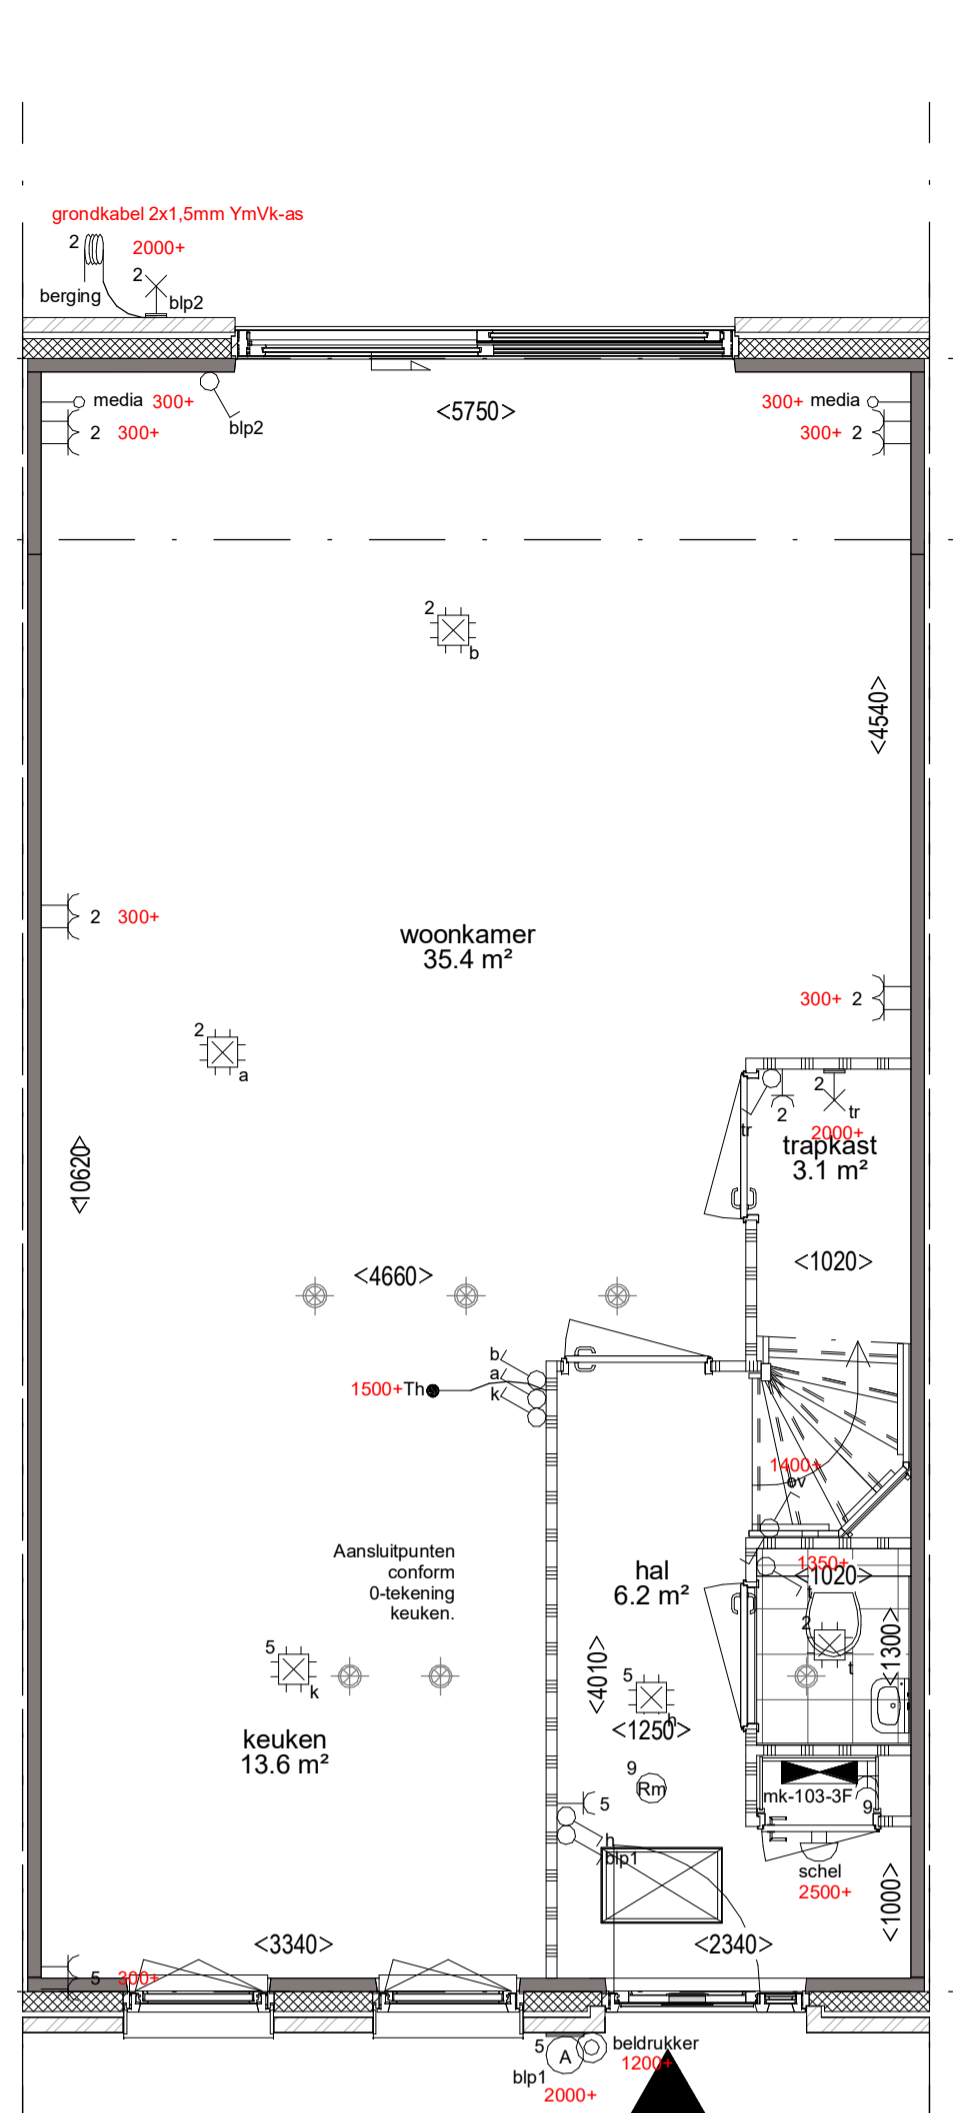 grondkabel 2x1,5mm YmVk-as
2
2000+
2
berging
blp2
media 300+
300+ media
<5750>
blp2
2 300+
300+ 2
2
b
<4540>
2 300+
woonkamer
35.4 m²
300+ 2
2
a
2
tr
2
tr
2000+
trapkast
3.1 m²
<10620>
<1020>
<4660>
b
a
k
1500+Th
1400+
v
Aansluitpunten
conform
0-tekening
keuken.
1350+
<1020>
hal
6.2 m²
t
2
t
<1300>
5
k
<4010>
5
h
<1250>
keuken
13.6 m²
9
Rm
mk-103-3F
9
5
h
blp1
schel
2500+
<1000>
<3340>
<2340>
5 300+
5
A
beldrukker
1200+
blp1
2000+